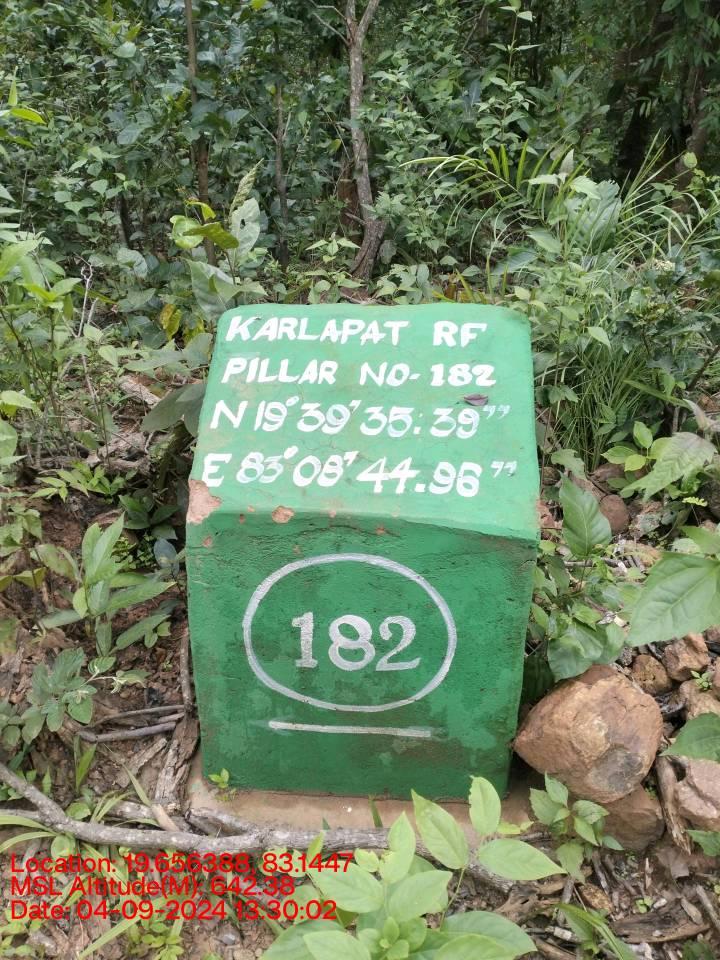 KARLAPAT RF
PILLAR NO-182
N 19°39'35:39"
E 83°08'44.96"
182
Location: 19.656388, 83.1447
MSL Altitude(M): 642.38
Date: 04-09-2024 13:30:02